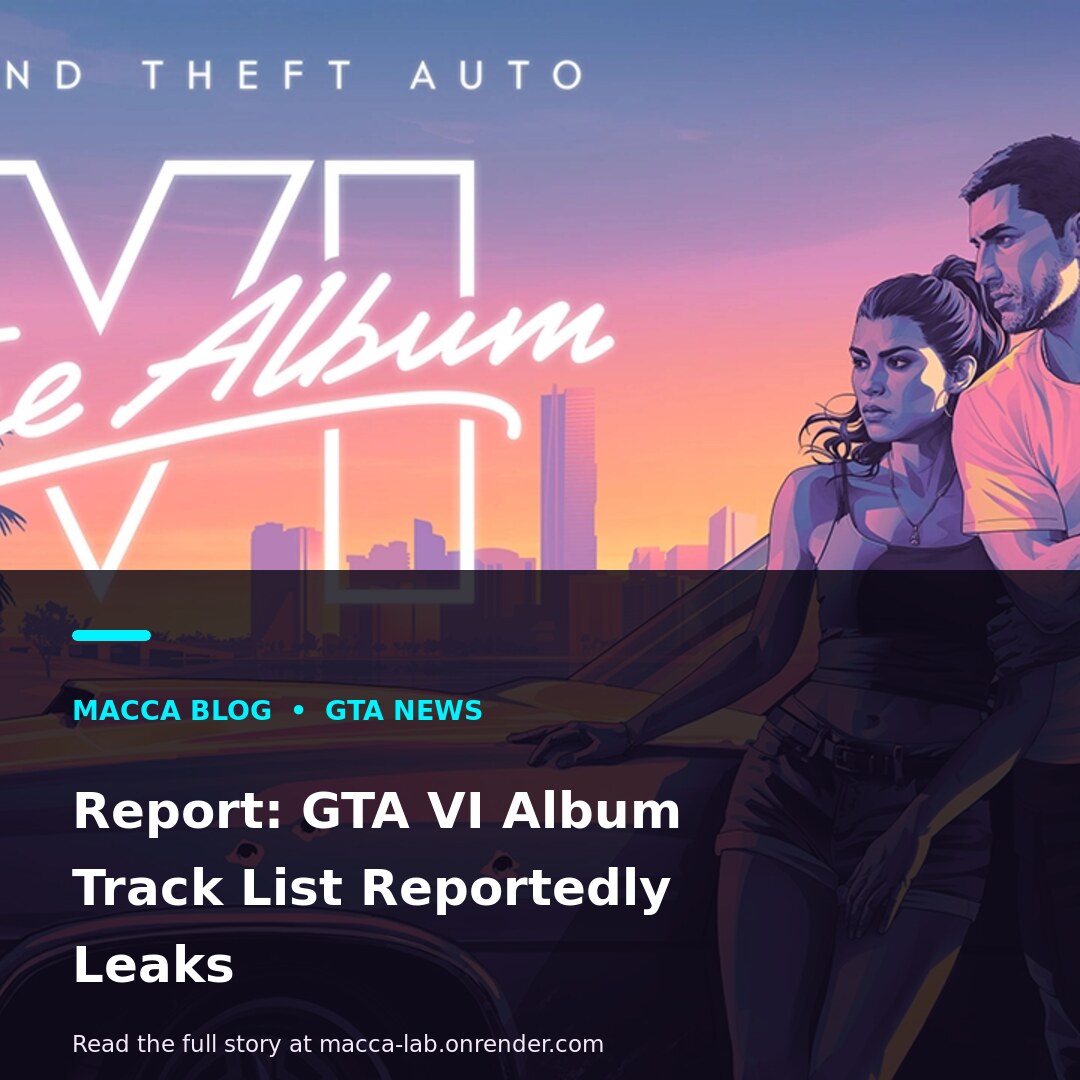 ND THEFT AUTO
VI
e Album
MACCA BLOG • GTA NEWS
Report: GTA VI Album
Track List Reportedly
Leaks
Read the full story at macca-lab.onrender.com